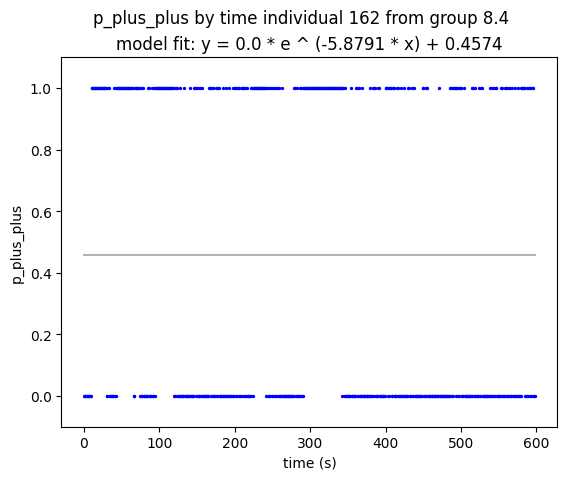 p_plus_plus by time individual 162 from group 8.4
model fit: y = 0.0 * e ^ (-5.8791 * x) + 0.4574
1.0
0.8
0.6
0.4
0.2
0.0
p_plus_plus
0 100 200 300 400 500 600
time (s)